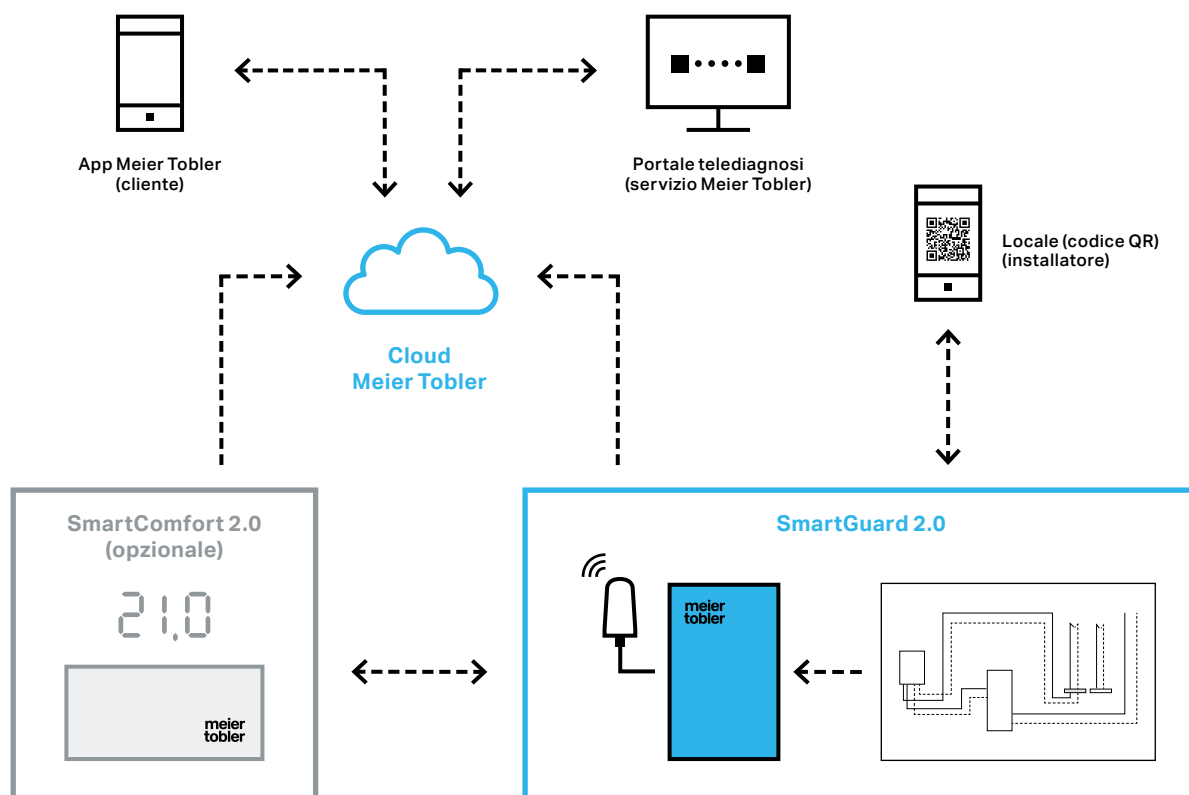 App Meier Tobler
(cliente)
Portale telediagnosi
(servizio Meier Tobler)
Locale (codice QR)
(installatore)
Cloud
Meier Tobler
SmartComfort 2.0
(opzionale)
21,0
meier
tobler
SmartGuard 2.0
meier
tobler